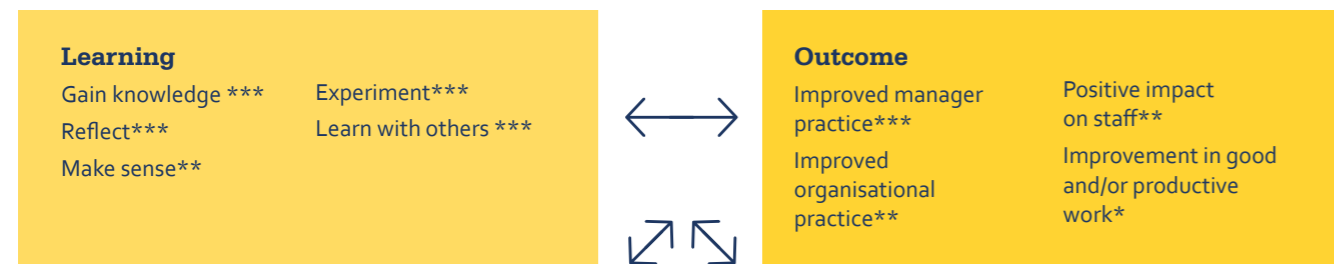 Learning
Gain knowledge ***
Reflect***
Make sense**
Experiment***
Learn with others ***
Outcome
Improved manager
practice***
Improved
organisational
practice**
Positive impact
on staff**
Improvement in good
and/or productive
work*